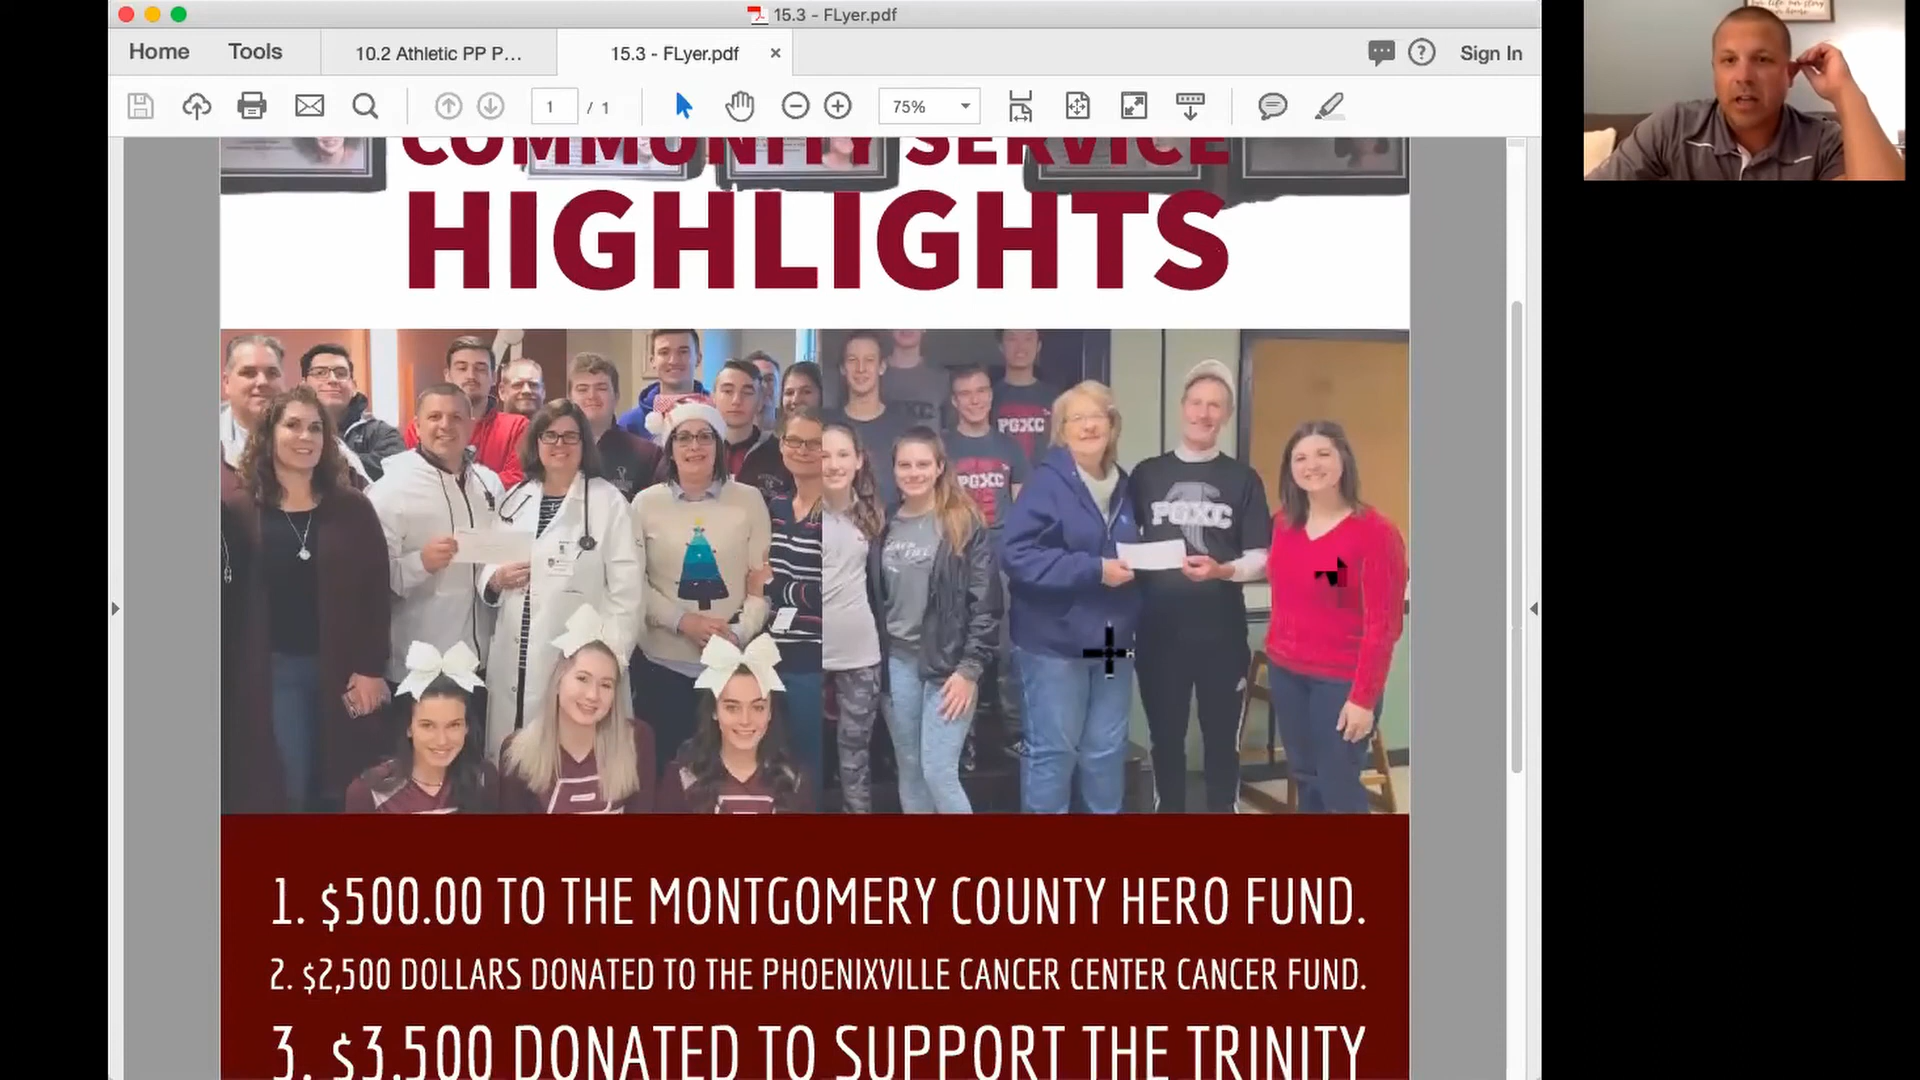 15.3 - FLyer.pdf
Home Tools 10.2 Athletic PP P... 15.3 - FLyer.pdf × Sign In
1 / 1 75%
COMMUNITY SERVICE
HIGHLIGHTS
PGXC
PGXC
PGXC
1. $500.00 TO THE MONTGOMERY COUNTY HERO FUND.
2. $2,500 DOLLARS DONATED TO THE PHOENIXVILLE CANCER CENTER CANCER FUND.
3. $3,500 DONATED TO SUPPORT THE TRINITY